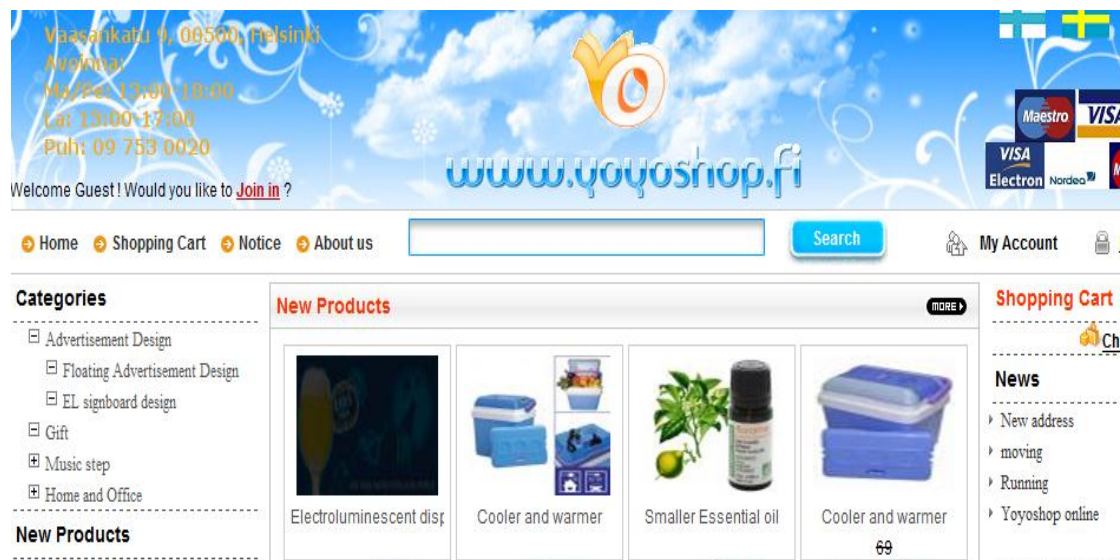 Vaasankatu 9, 00500, Helsinki
Avoinna:
Ma/Pe: 13:00-18:00
La: 13:00-17:00
Puh: 09 753 0020
YO
www.yoyoshop.fi
Maestro VISA
VISA Electron Nordea
Welcome Guest ! Would you like to Join in ?
Home Shopping Cart Notice About us Search My Account
Categories
Advertisement Design
Floating Advertisement Design
EL signboard design
Gift
Music step
Home and Office
New Products
New Products MORE
Electroluminescent disp
Cooler and warmer
Smaller Essential oil
Cooler and warmer
69
Shopping Cart
Ch
News
New address
moving
Running
Yoyoshop online